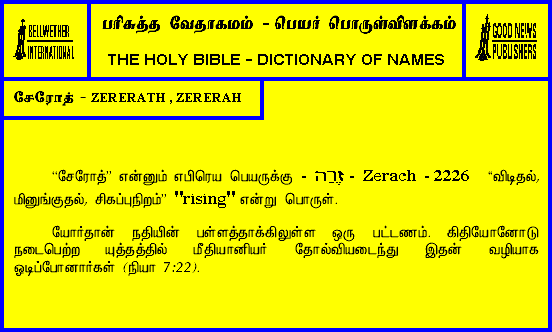 BELLWETHER
INTERNATIONAL
பரிசுத்த வேதாகமம் - பெயர் பொருள்விளக்கம்
THE HOLY BIBLE - DICTIONARY OF NAMES
GOOD NEWS
PUBLISHERS
சேரோத் - ZERERATH , ZERERAH
“சேரோத்” என்னும் எபிரெய பெயருக்கு - זֶרָה - Zerach - 2226 “விடிதல்,
மினுங்குதல், சிகப்புநிறம்” "rising" என்று பொருள்.
யோர்தான் நதியின் பள்ளத்தாக்கிலுள்ள ஒரு பட்டணம். கிதியோனோடு
நடைபெற்ற யுத்தத்தில் மீதியானியர் தோல்வியடைந்து இதன் வழியாக
ஓடிப்போனார்கள் (நியா 7:22).